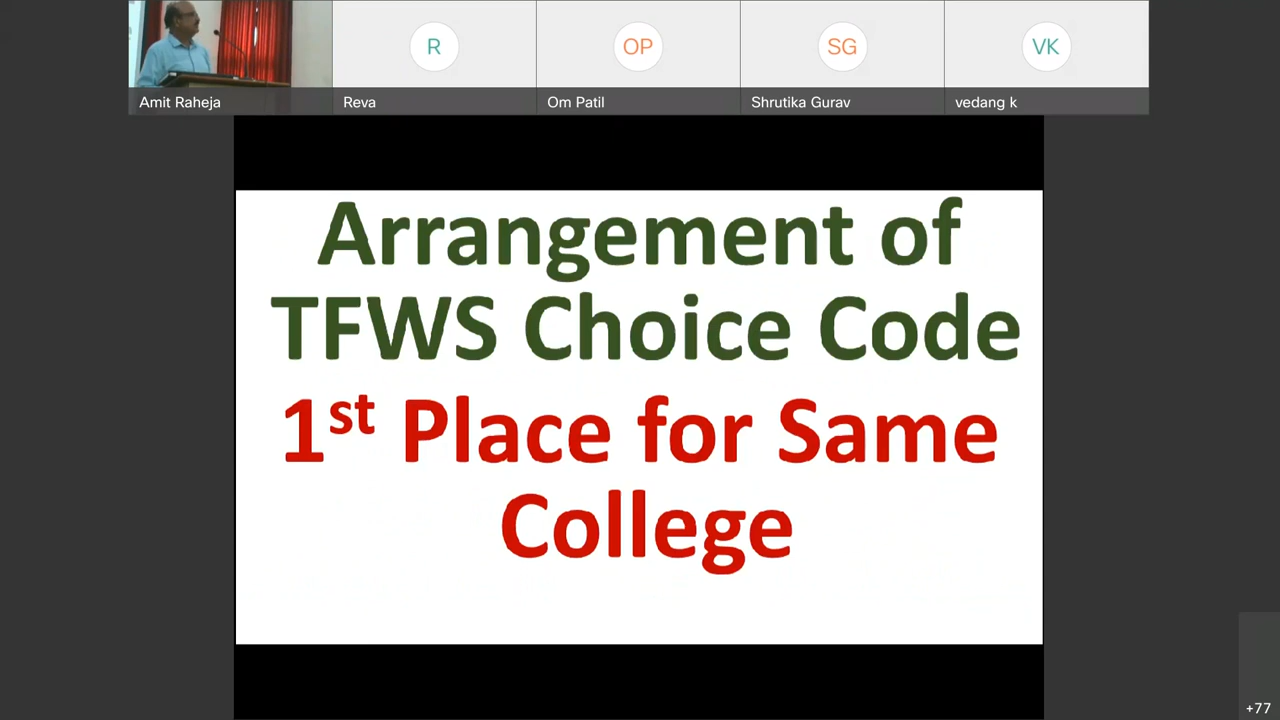 R
OP
SG
VK
Amit Raheja
Reva
Om Patil
Shrutika Gurav
vedang k
Arrangement of
TFWS Choice Code
1st Place for Same
College
+77